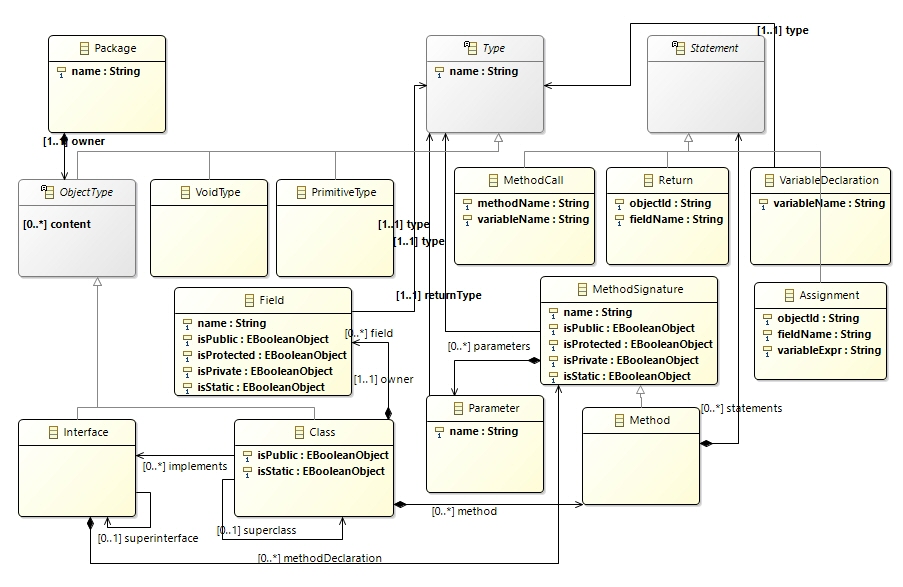 [1..1] type
Package
name : String
Type
name : String
Statement
[1..1] owner
ObjectType
[0..*] content
VoidType
PrimitiveType
MethodCall
methodName : String
variableName : String
Return
objectId : String
fieldName : String
VariableDeclaration
variableName : String
[1..1] type
[1..1] type
[1..1] returnType
Field
name : String
isPublic : EBooleanObject
isProtected : EBooleanObject
isPrivate : EBooleanObject
isStatic : EBooleanObject
MethodSignature
name : String
isPublic : EBooleanObject
isProtected : EBooleanObject
isPrivate : EBooleanObject
isStatic : EBooleanObject
Assignment
objectId : String
fieldName : String
variableExpr : String
[0..*] field
[0..*] parameters
[1..1] owner
Parameter
name : String
[0..*] statements
Method
Interface
Class
isPublic : EBooleanObject
isStatic : EBooleanObject
[0..*] implements
[0..*] method
[0..1] superclass
[0..1] superinterface
[0..*] methodDeclaration